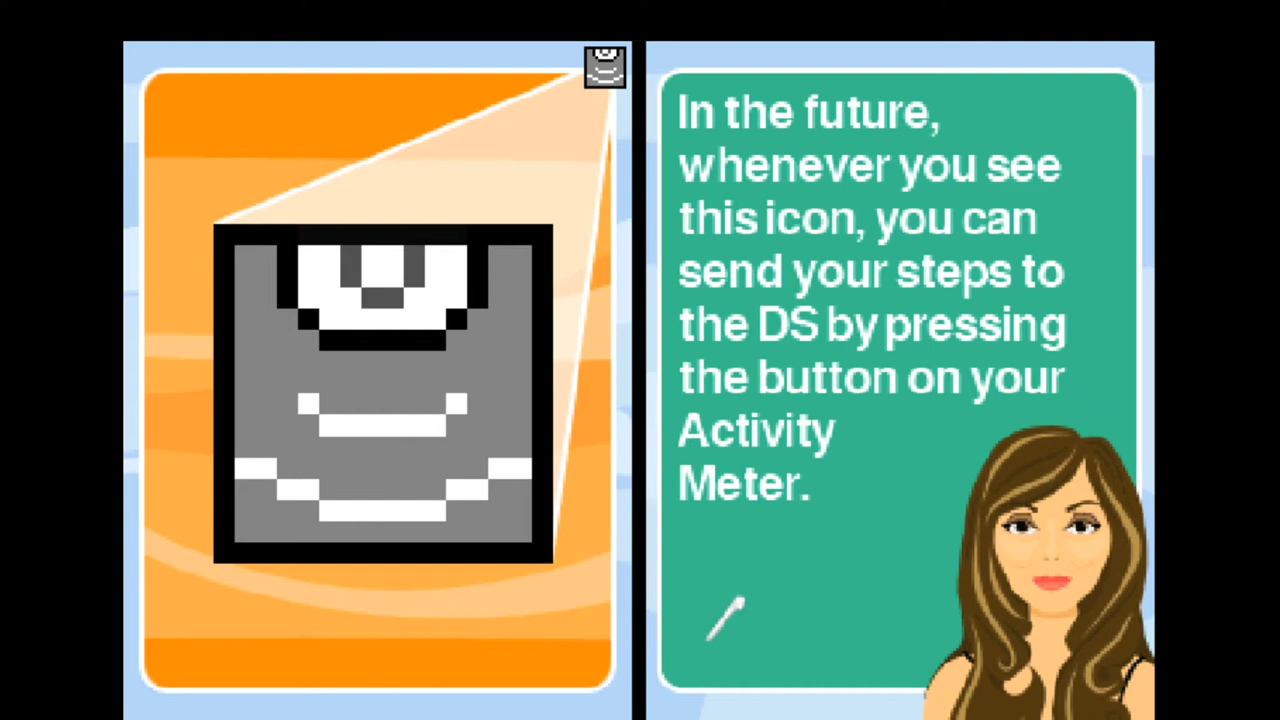 In the future,
whenever you see
this icon, you can
send your steps to
the DS by pressing
the button on your
Activity
Meter.